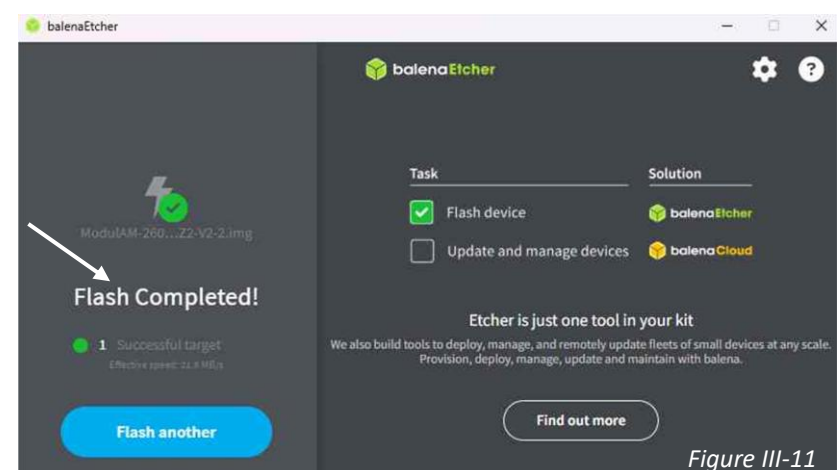 balenaEtcher
balenaEtcher
?
Task Solution
Flash device balenaEtcher
Update and manage devices balenaCloud
ModulAM-260...Z2-V2-2.img
Flash Completed!
1 Successful target
Effective speed:
Flash another
Etcher is just one tool in your kit
We also build tools to deploy, manage, and remotely update fleets of small devices at any scale.
Provision, deploy, manage, update and maintain with balena.
Find out more
Figure III-11